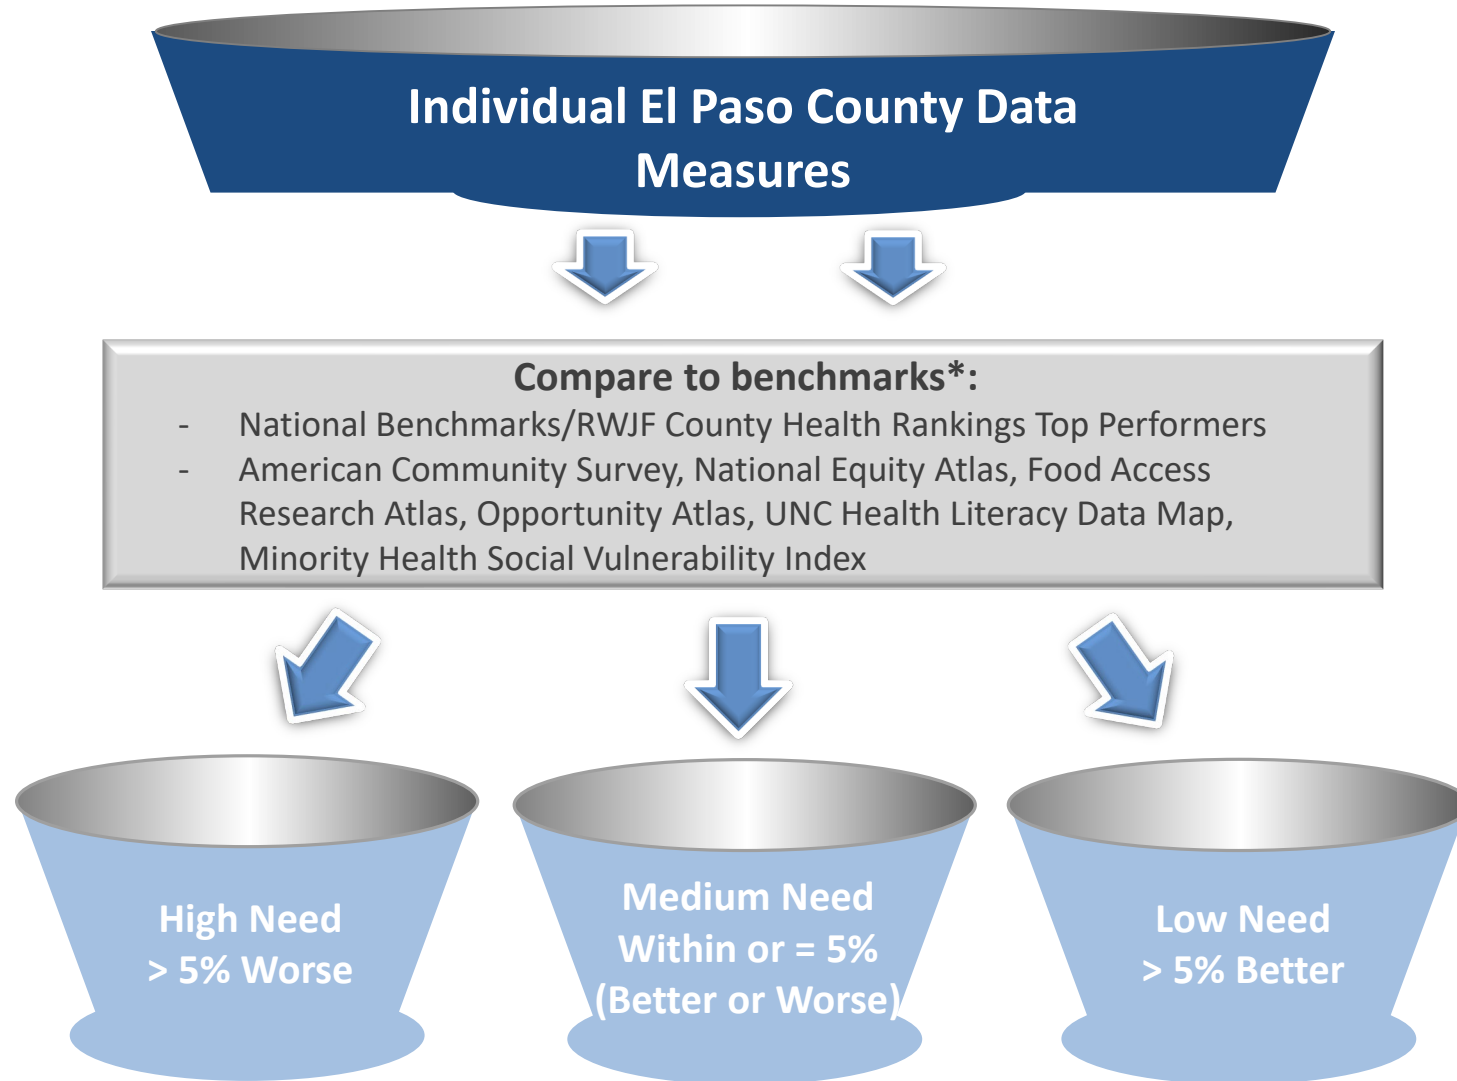 Individual El Paso County Data
Measures
Compare to benchmarks*:
- National Benchmarks/RWJF County Health Rankings Top Performers
- American Community Survey, National Equity Atlas, Food Access
Research Atlas, Opportunity Atlas, UNC Health Literacy Data Map,
Minority Health Social Vulnerability Index
High Need
> 5% Worse
Medium Need
Within or = 5%
(Better or Worse)
Low Need
> 5% Better